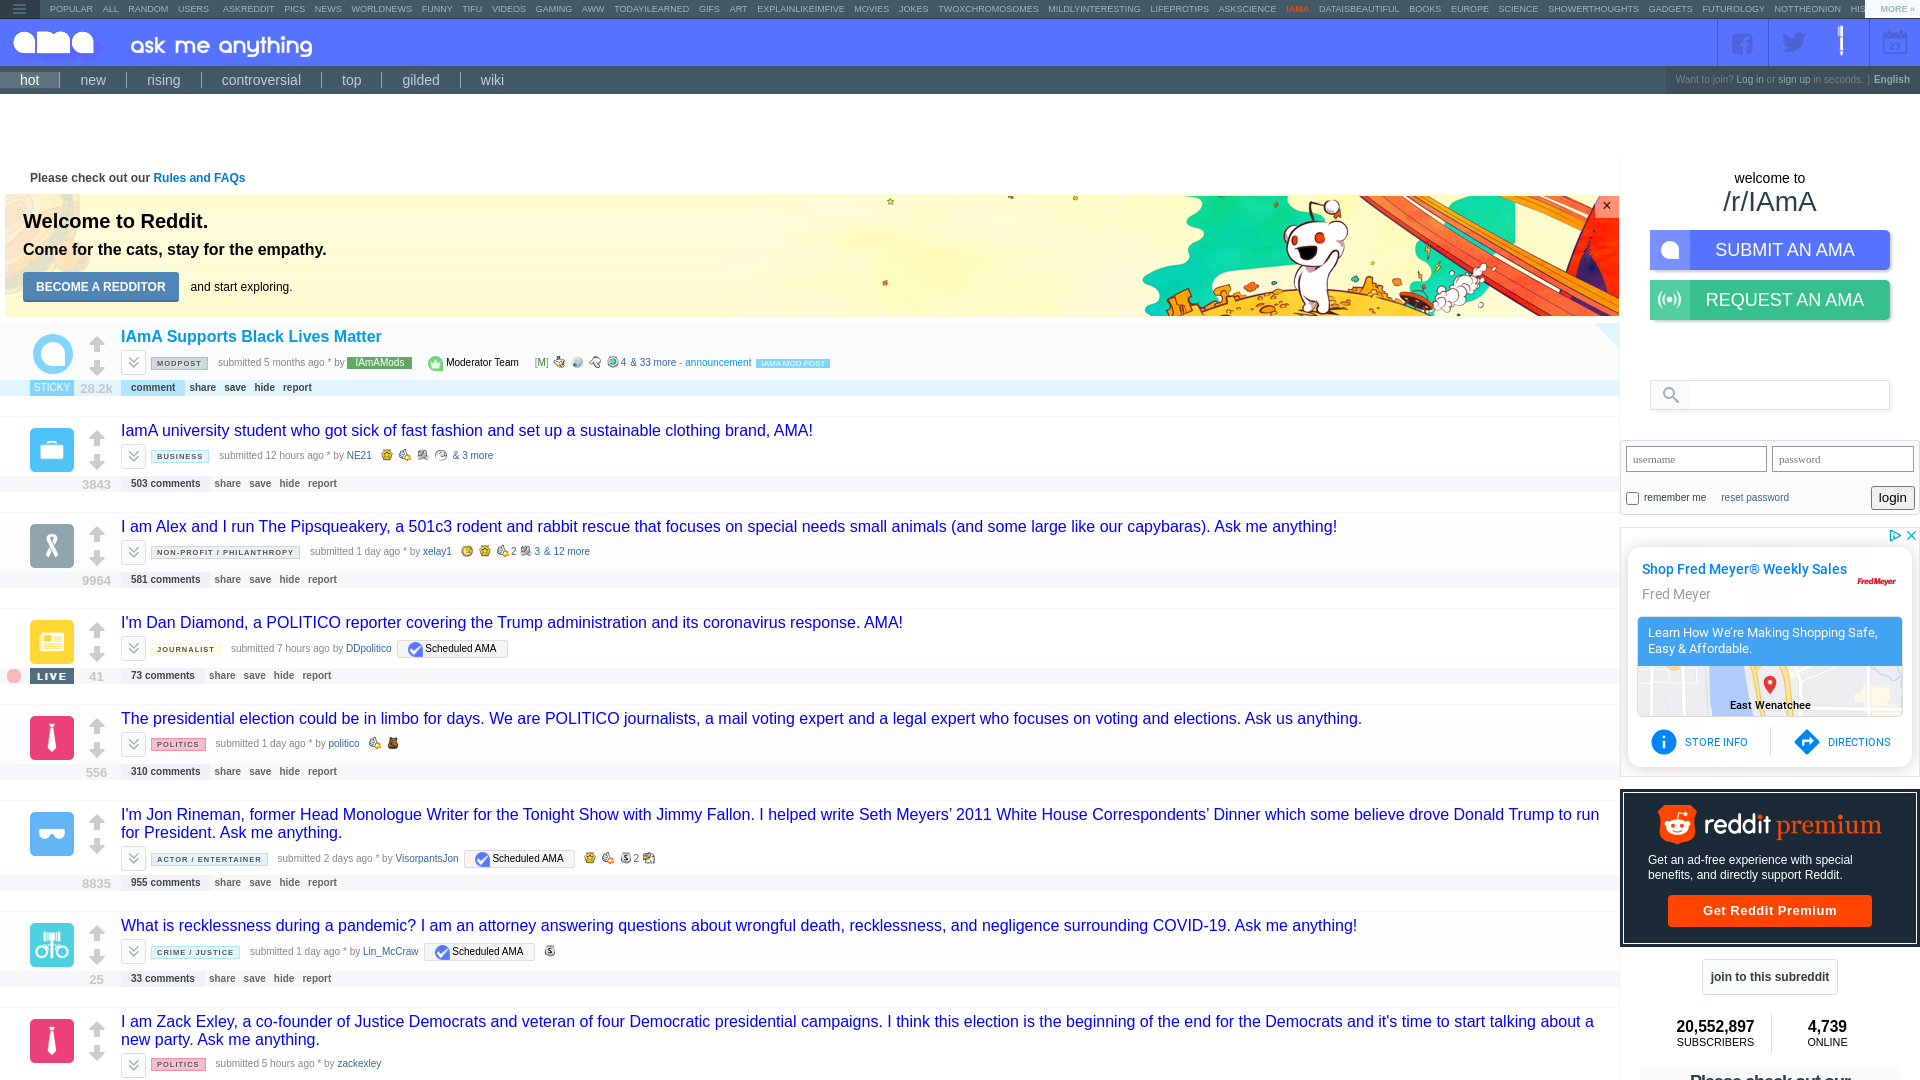 POPULAR ALL RANDOM USERS ASKREDDIT PICS NEWS WORLDNEWS FUNNY TIFU VIDEOS GAMING AWW TODAYILEARNED GIFS ART EXPLAINLIKEIMFIVE MOVIES JOKES TWOXCHROMOSOMES MILDLYINTERESTING LIFEPROTIPS ASKSCIENCE IAMA DATAISBEAUTIFUL BOOKS EUROPE SCIENCE SHOWERTHOUGHTS GADGETS FUTUROLOGY NOTTHEONION HIS MORE »
ama ask me anything 23
hot new rising controversial top gilded wiki
Want to join? Log in or sign up in seconds. | English
Please check out our Rules and FAQs
Welcome to Reddit.
Come for the cats, stay for the empathy.
BECOME A REDDITOR and start exploring.
×
IAmA Supports Black Lives Matter
MODPOST submitted 5 months ago * by IAmAMods Moderator Team [M] 4 & 33 more - announcement IAMA MOD POST
STICKY 28.2k comment share save hide report
IamA university student who got sick of fast fashion and set up a sustainable clothing brand, AMA!
BUSINESS submitted 12 hours ago * by NE21 & 3 more
3843 503 comments share save hide report
I am Alex and I run The Pipsqueakery, a 501c3 rodent and rabbit rescue that focuses on special needs small animals (and some large like our capybaras). Ask me anything!
NON-PROFIT / PHILANTHROPY submitted 1 day ago * by xelay1 2 3 & 12 more
9964 581 comments share save hide report
I'm Dan Diamond, a POLITICO reporter covering the Trump administration and its coronavirus response. AMA!
JOURNALIST submitted 7 hours ago by DDpolitico Scheduled AMA
LIVE 41 73 comments share save hide report
The presidential election could be in limbo for days. We are POLITICO journalists, a mail voting expert and a legal expert who focuses on voting and elections. Ask us anything.
POLITICS submitted 1 day ago * by politico
556 310 comments share save hide report
I'm Jon Rineman, former Head Monologue Writer for the Tonight Show with Jimmy Fallon. I helped write Seth Meyers’ 2011 White House Correspondents’ Dinner which some believe drove Donald Trump to run
for President. Ask me anything.
ACTOR / ENTERTAINER submitted 2 days ago * by VisorpantsJon Scheduled AMA 2
8835 955 comments share save hide report
What is recklessness during a pandemic? I am an attorney answering questions about wrongful death, recklessness, and negligence surrounding COVID-19. Ask me anything!
CRIME / JUSTICE submitted 1 day ago * by Lin_McCraw Scheduled AMA
25 33 comments share save hide report
I am Zack Exley, a co-founder of Justice Democrats and veteran of four Democratic presidential campaigns. I think this election is the beginning of the end for the Democrats and it's time to start talking about a
new party. Ask me anything.
POLITICS submitted 5 hours ago * by zackexley
welcome to
/r/IAmA
SUBMIT AN AMA
REQUEST AN AMA
username password
remember me reset password login
Shop Fred Meyer® Weekly Sales
Fred Meyer
Fred Meyer
Learn How We're Making Shopping Safe,
Easy & Affordable.
East Wenatchee
STORE INFO DIRECTIONS
reddit premium
Get an ad-free experience with special
benefits, and directly support Reddit.
Get Reddit Premium
join to this subreddit
20,552,897 4,739
SUBSCRIBERS ONLINE
Please check out our